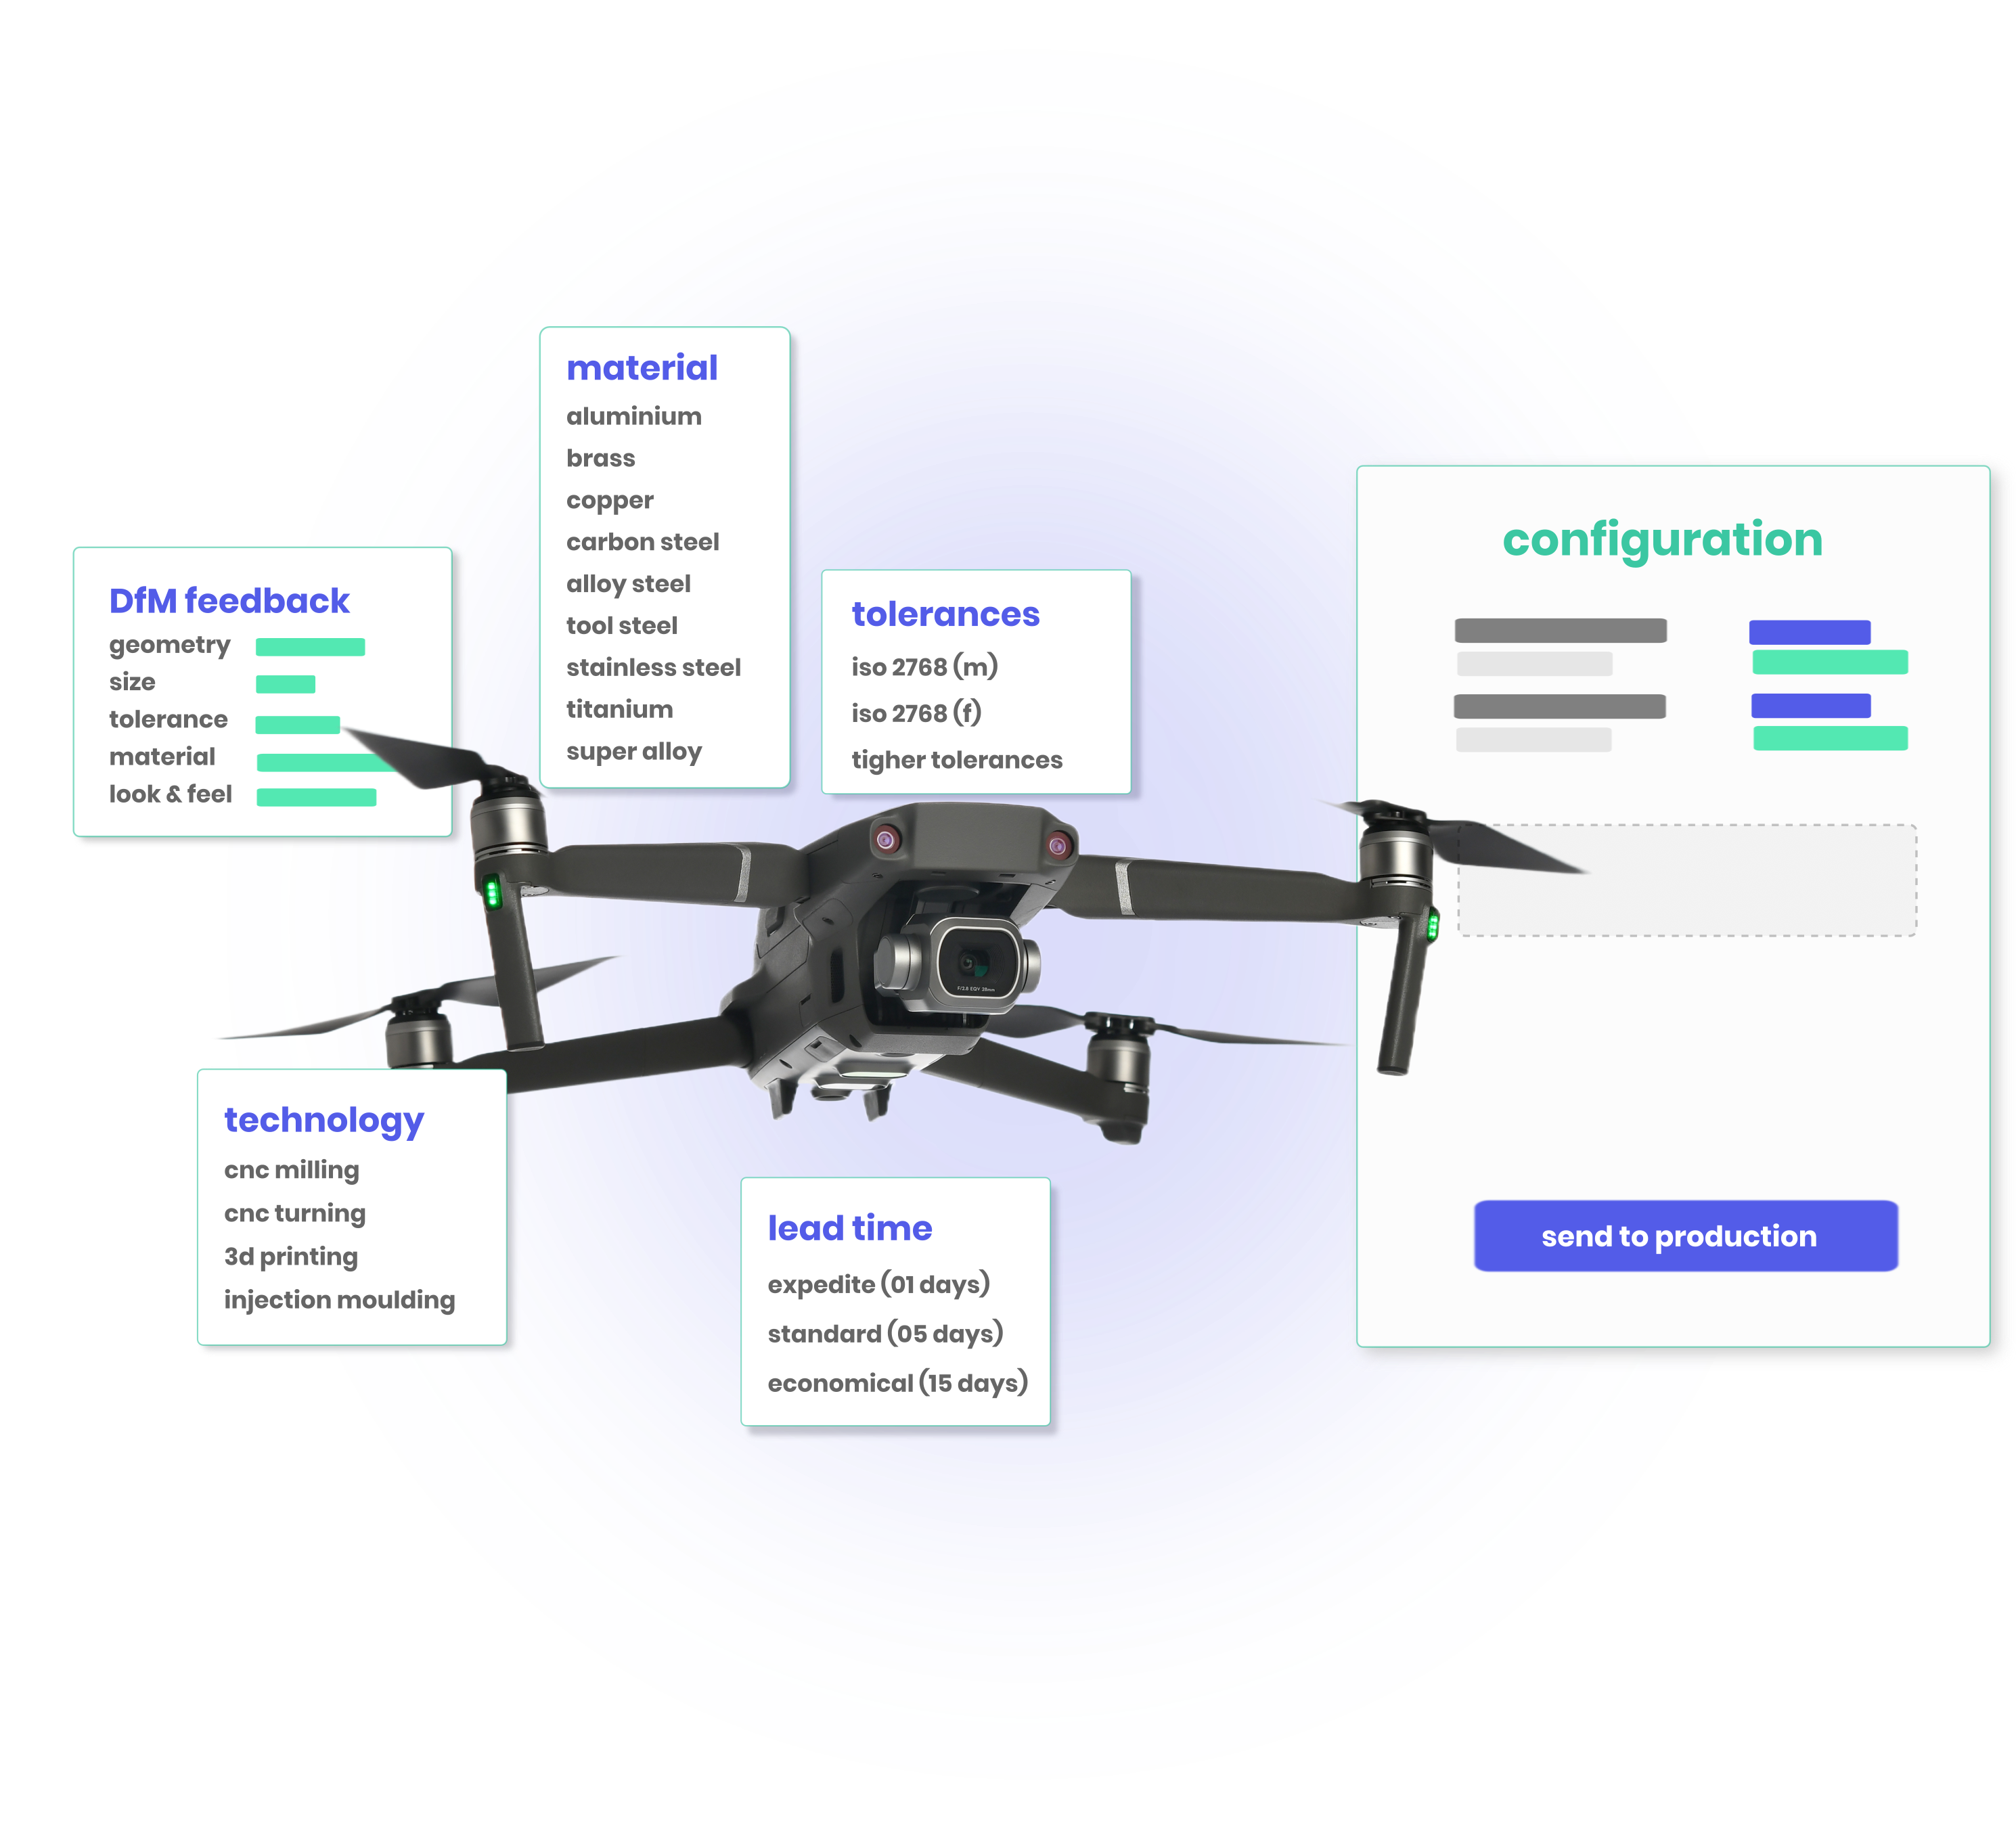 material
aluminium
brass
copper
carbon steel
alloy steel
tool steel
stainless steel
titanium
super alloy
configuration
DfM feedback
geometry
size
tolerance
material
look & feel
tolerances
iso 2768 (m)
iso 2768 (f)
tigher tolerances
technology
cnc milling
cnc turning
3d printing
injection moulding
lead time
expedite (01 days)
standard (05 days)
economical (15 days)
send to production